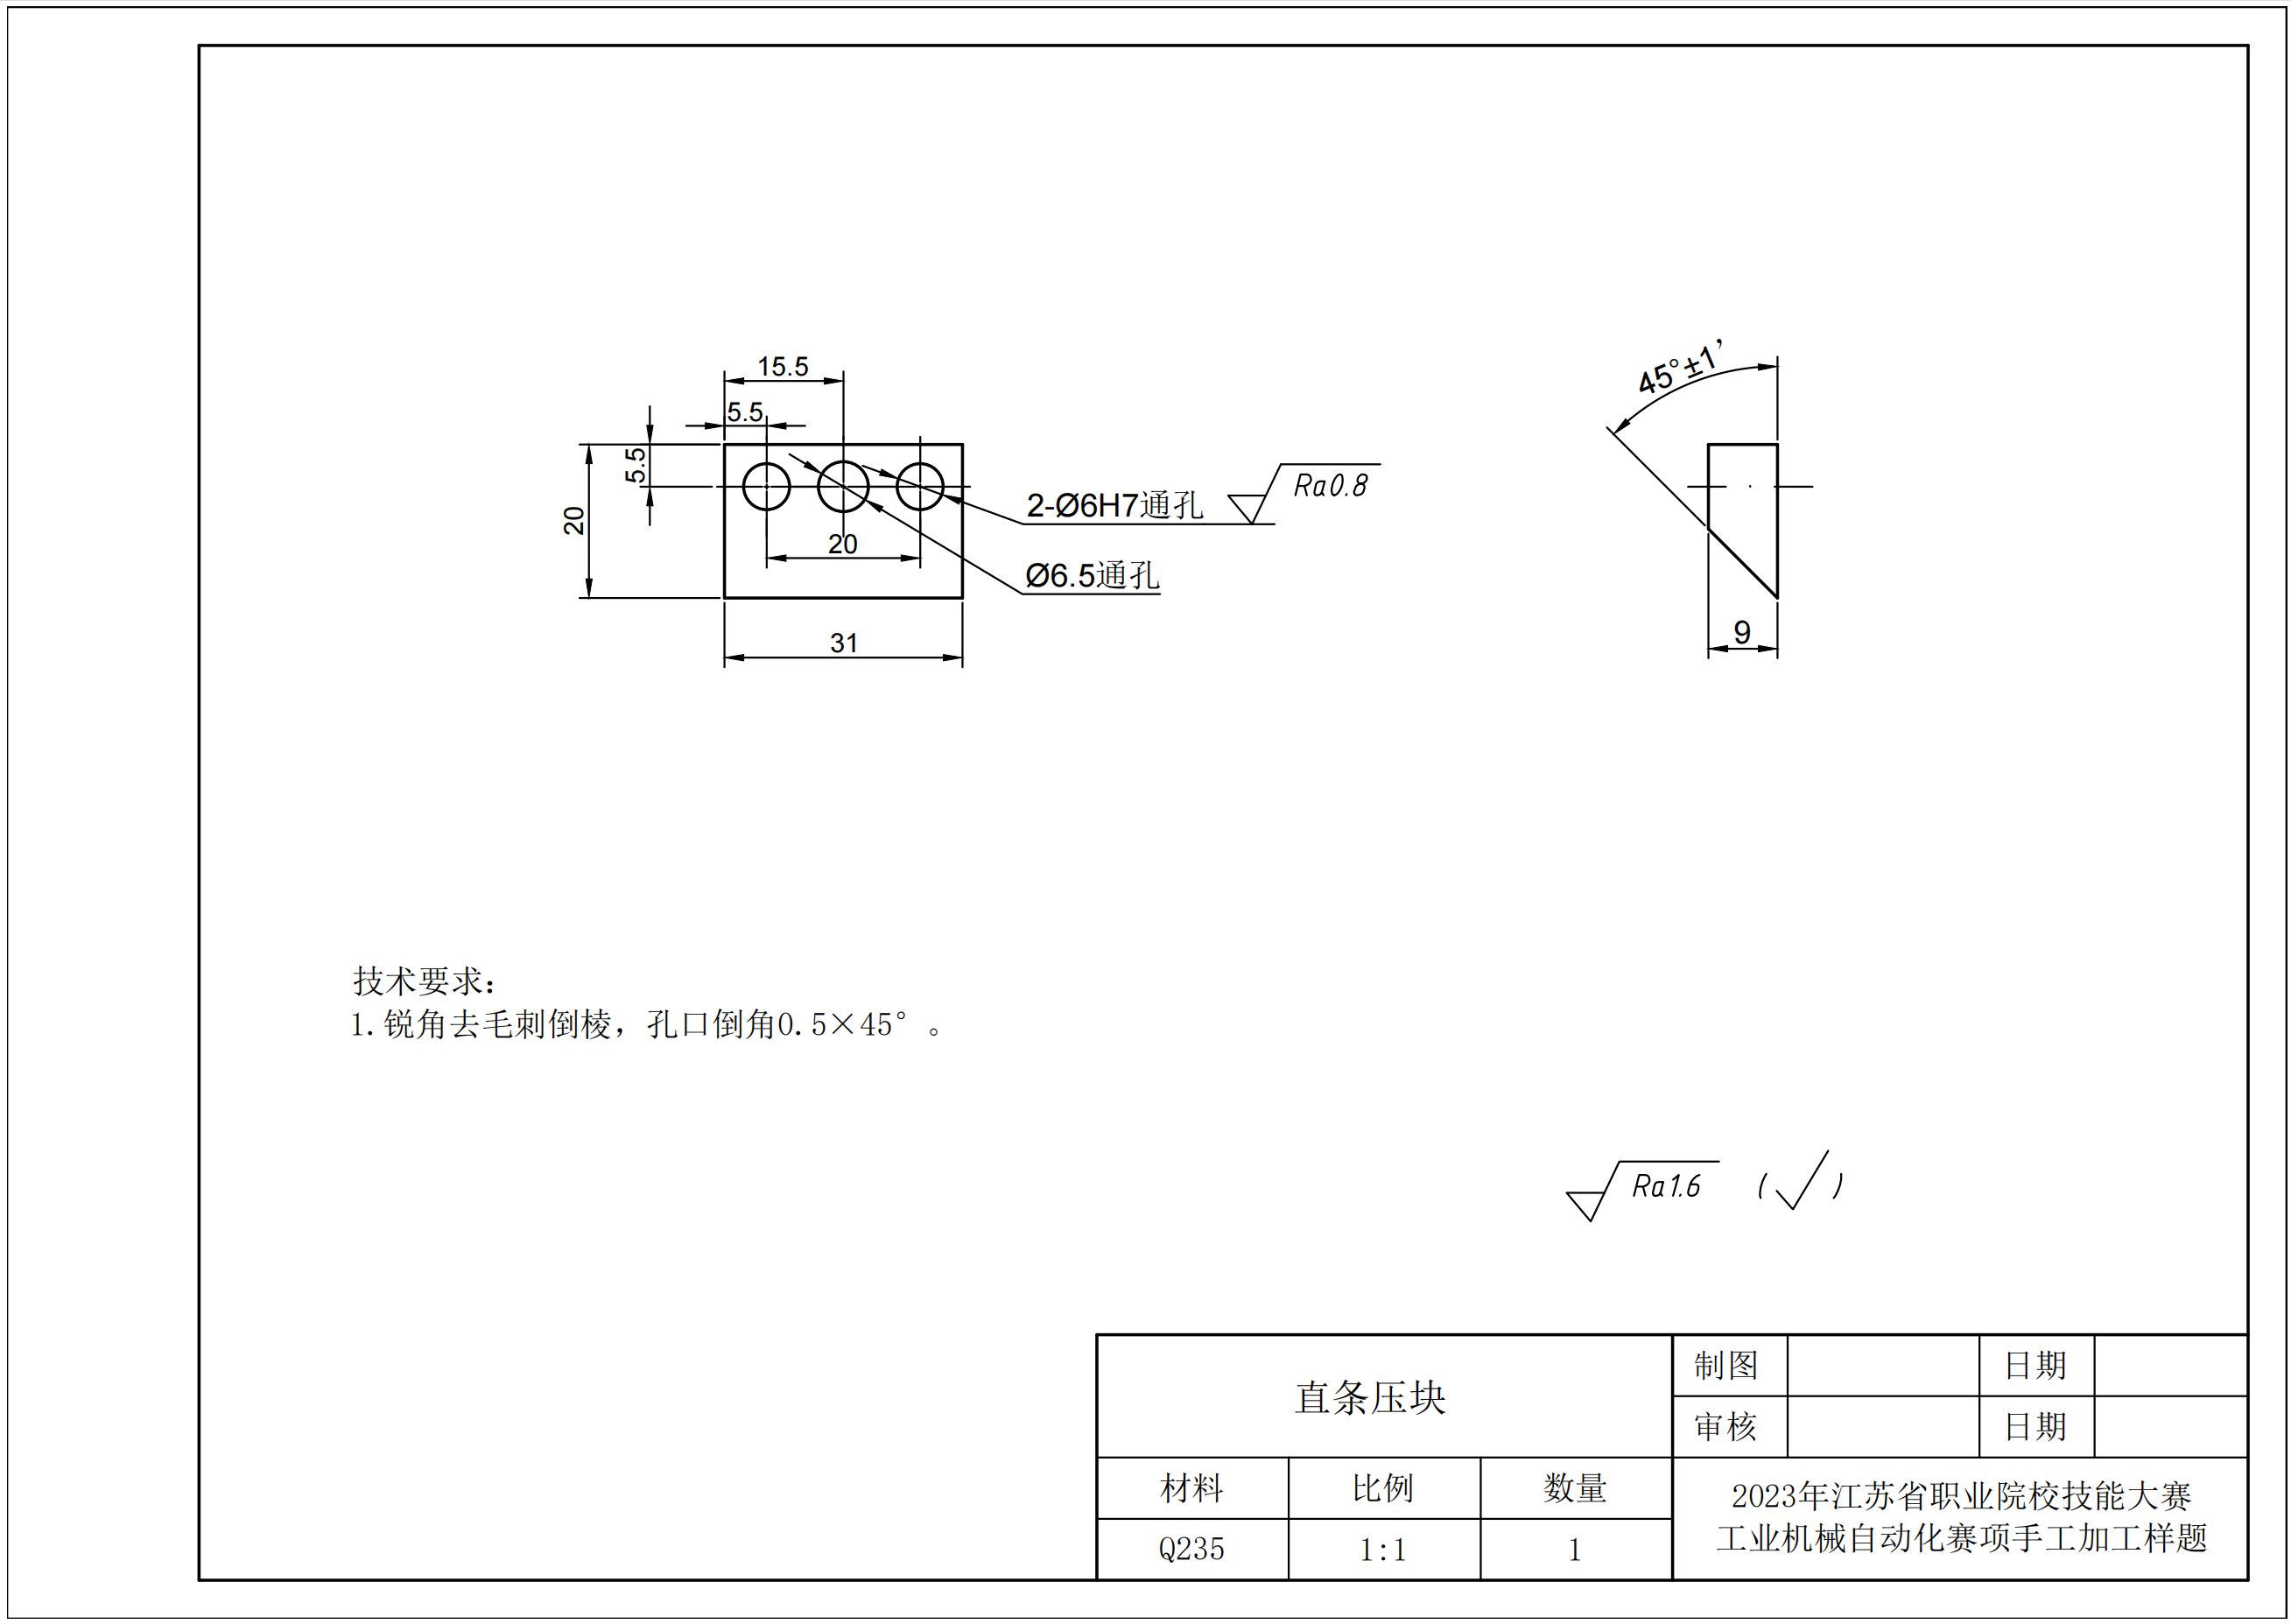 15.5
5.5
5.5
20
20
31
2-Ø6H7通孔
Ra0.8
Ø6.5通孔
45°±1′
9
技术要求：
1.锐角去毛刺倒棱，孔口倒角0.5×45°。
Ra1.6 (√)
直条压块
制图 日期
审核 日期
材料 比例 数量
Q235 1:1 1
2023年江苏省职业院校技能大赛
工业机械自动化赛项手工加工样题